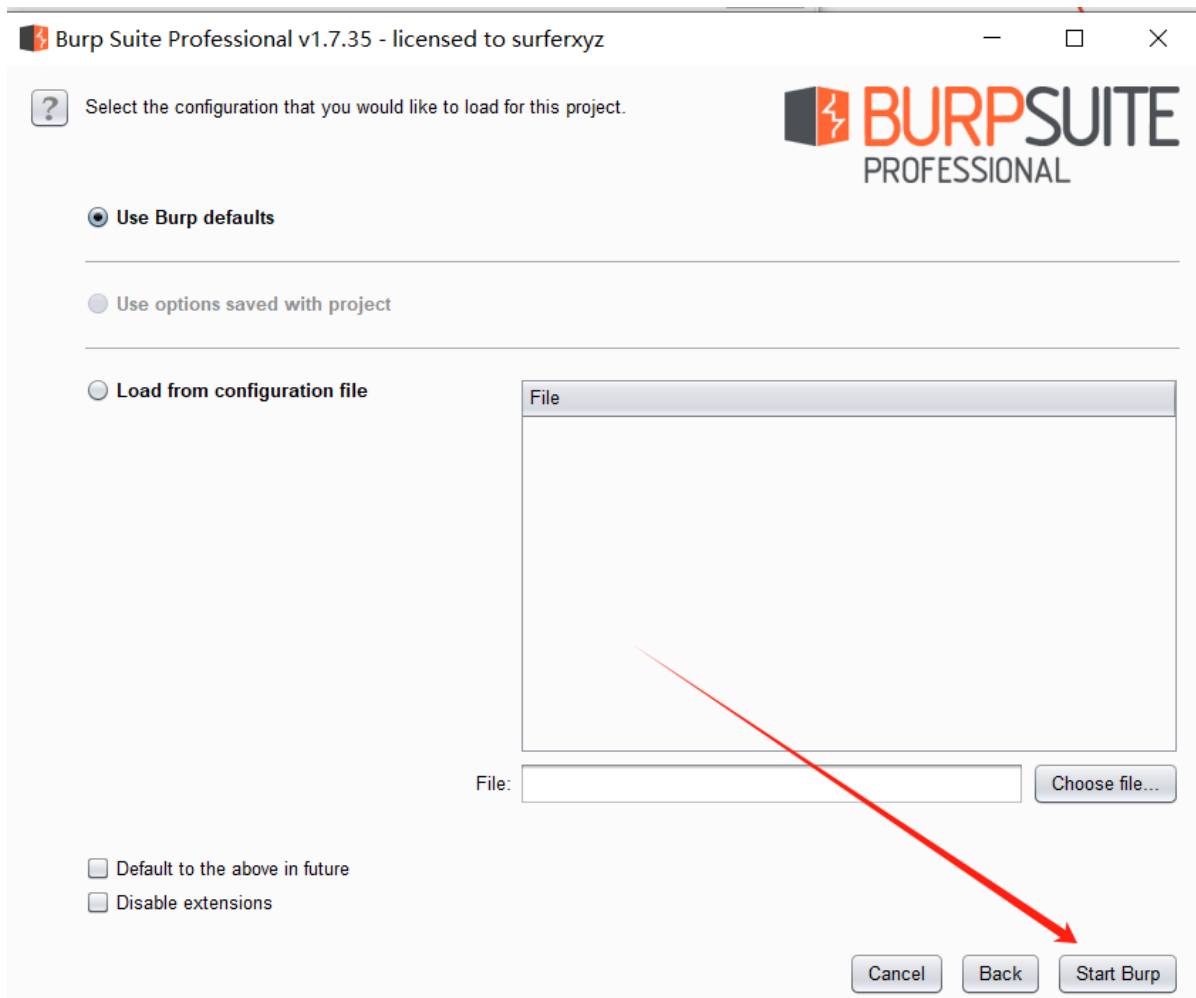 Burp Suite Professional v1.7.35 - licensed to surferxyz
?
Select the configuration that you would like to load for this project.
BURPSUITE
PROFESSIONAL
Use Burp defaults
Use options saved with project
Load from configuration file
File
File:
Choose file...
Default to the above in future
Disable extensions
Cancel
Back
Start Burp